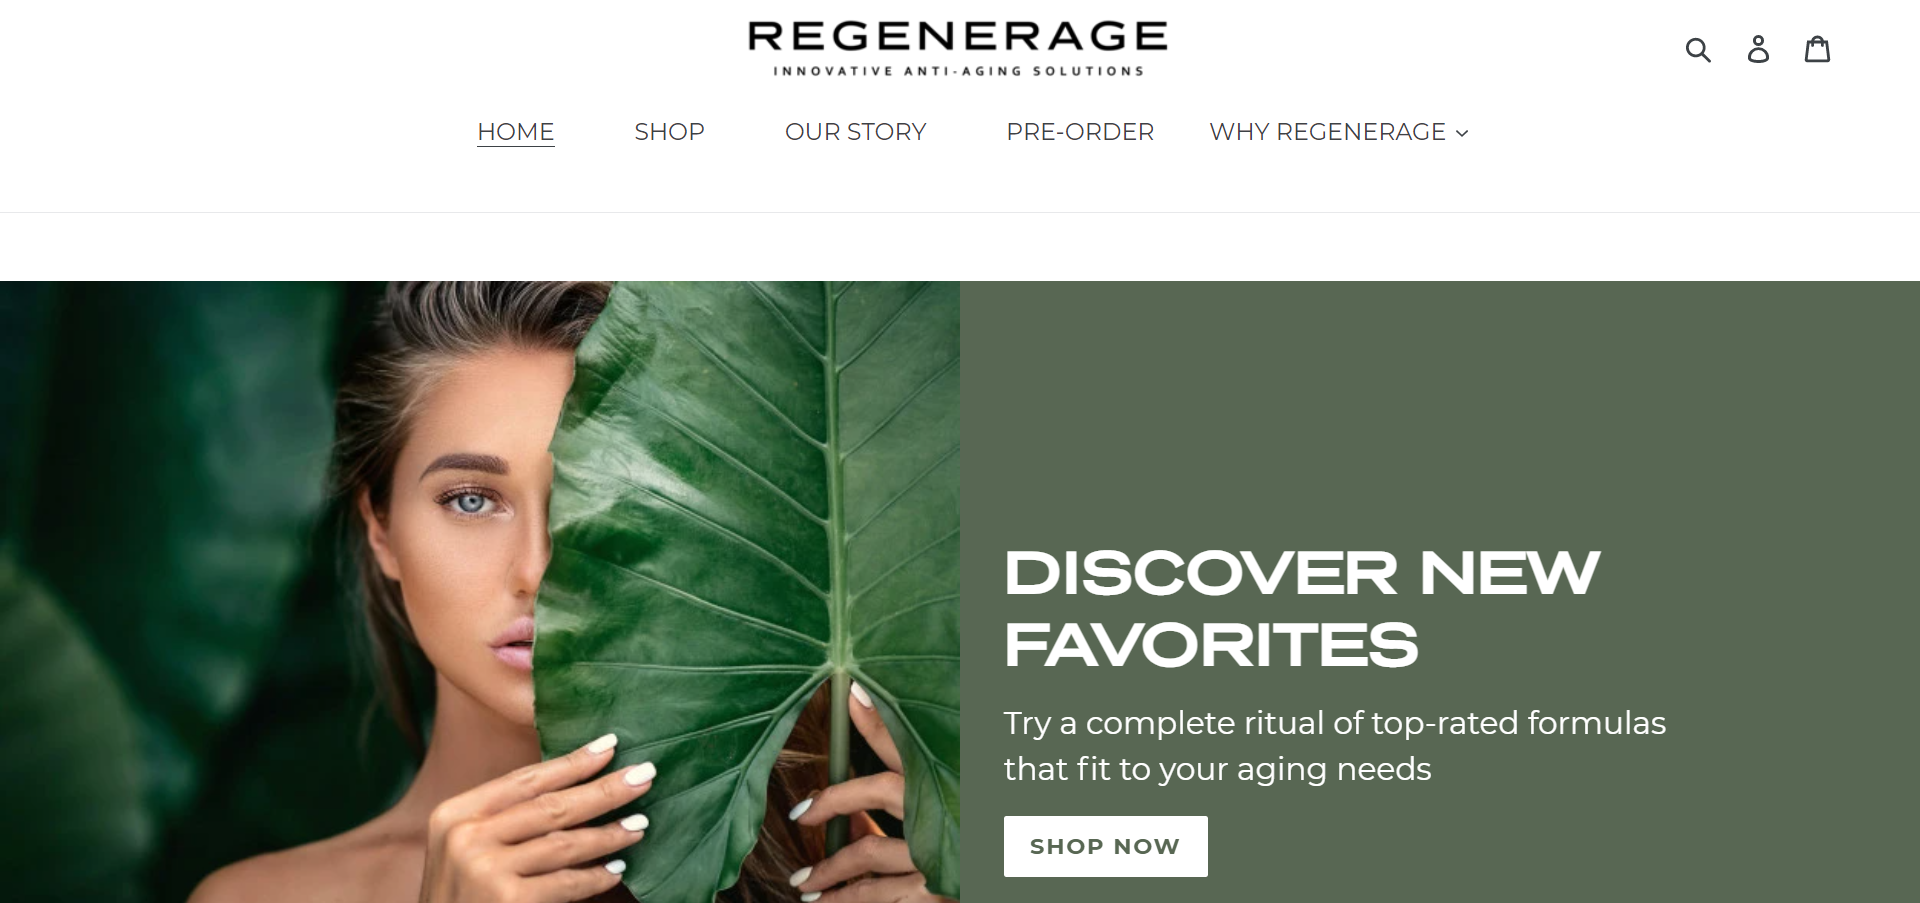 REGENERAGE
INNOVATIVE ANTI-AGING SOLUTIONS
HOME
SHOP
OUR STORY
PRE-ORDER
WHY REGENERAGE
DISCOVER NEW
FAVORITES
Try a complete ritual of top-rated formulas
that fit to your aging needs
SHOP NOW